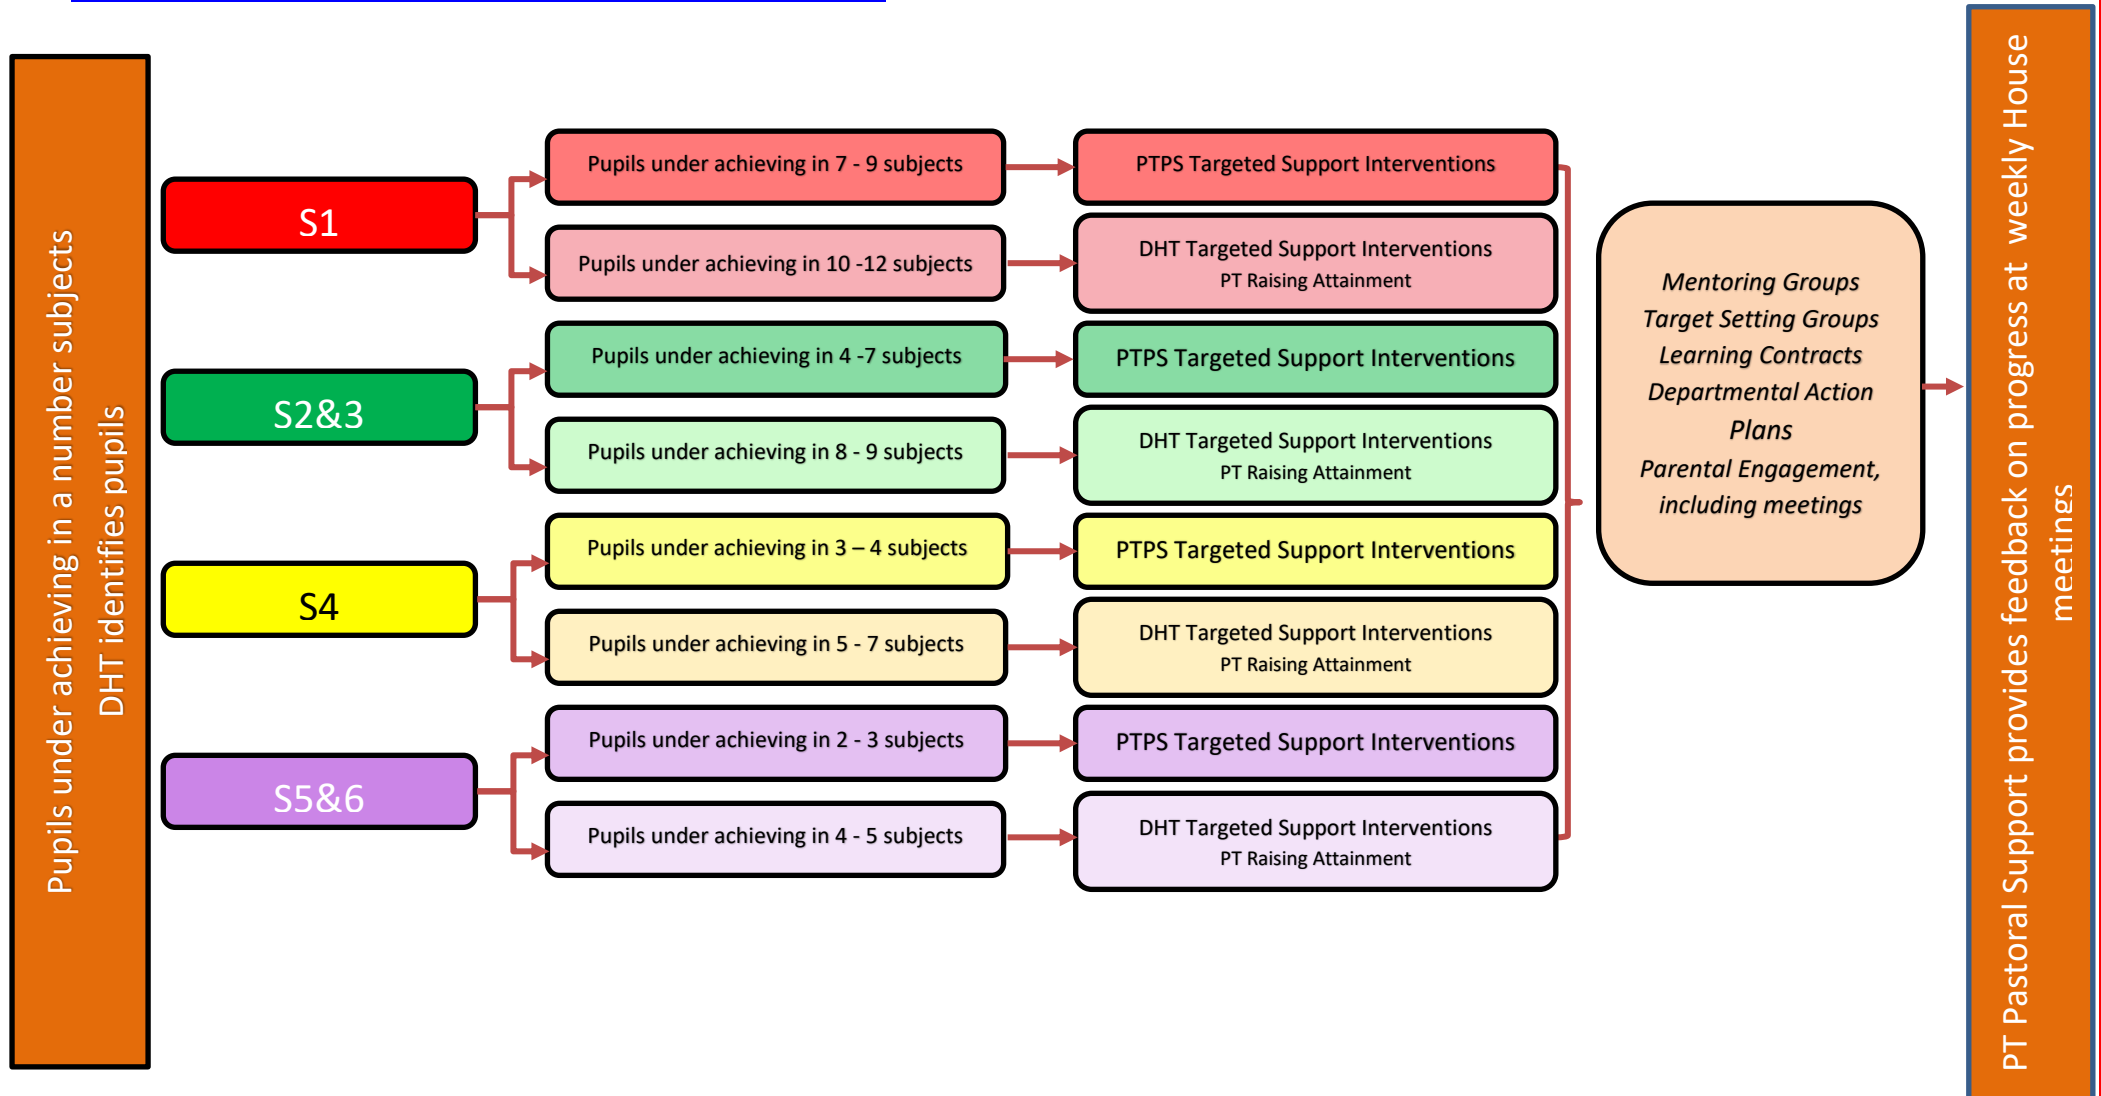 Pupils under achieving in a number subjects
DHT identifies pupils
S1
Pupils under achieving in 7 - 9 subjects
PTPS Targeted Support Interventions
Pupils under achieving in 10 -12 subjects
DHT Targeted Support Interventions
PT Raising Attainment
S2&3
Pupils under achieving in 4 -7 subjects
PTPS Targeted Support Interventions
Pupils under achieving in 8 - 9 subjects
DHT Targeted Support Interventions
PT Raising Attainment
S4
Pupils under achieving in 3 – 4 subjects
PTPS Targeted Support Interventions
Pupils under achieving in 5 - 7 subjects
DHT Targeted Support Interventions
PT Raising Attainment
S5&6
Pupils under achieving in 2 - 3 subjects
PTPS Targeted Support Interventions
Pupils under achieving in 4 - 5 subjects
DHT Targeted Support Interventions
PT Raising Attainment
Mentoring Groups
Target Setting Groups
Learning Contracts
Departmental Action
Plans
Parental Engagement,
including meetings
PT Pastoral Support provides feedback on progress at weekly House
meetings